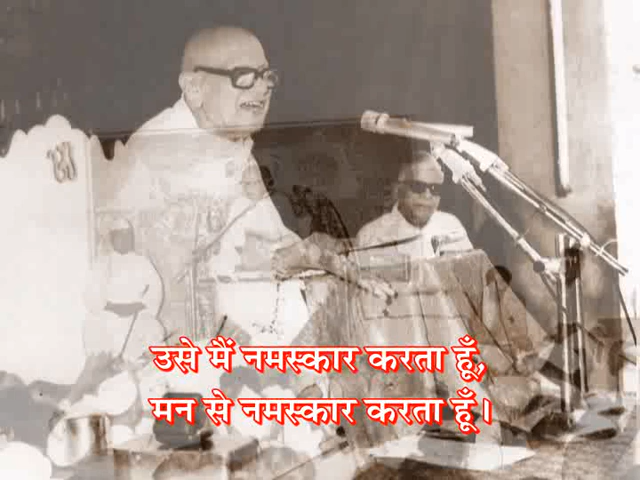 उसे मैं नमस्कार करता हूँ,
मन से नमस्कार करता हूँ।